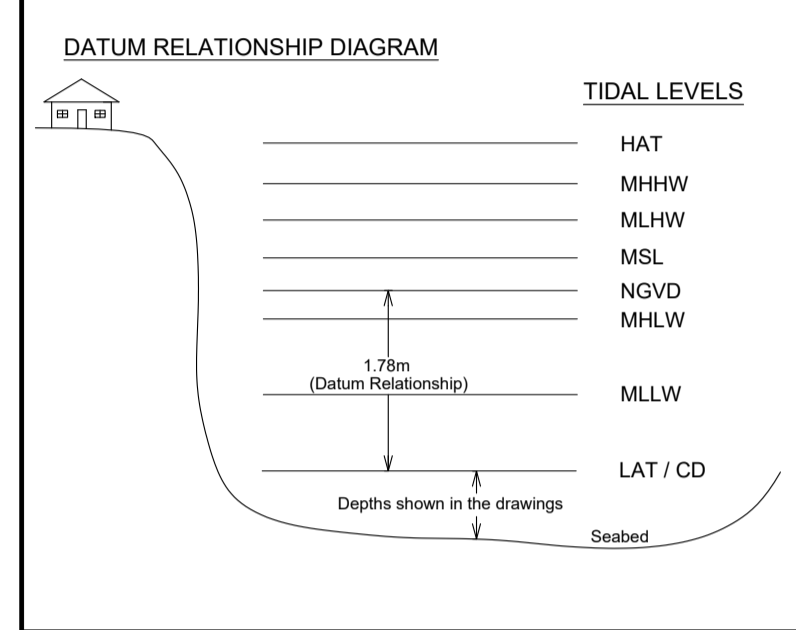 DATUM RELATIONSHIP DIAGRAM
TIDAL LEVELS
HAT
MHHW
MLHW
MSL
NGVD
MHLW
1.78m
(Datum Relationship)
MLLW
LAT / CD
Depths shown in the drawings
Seabed